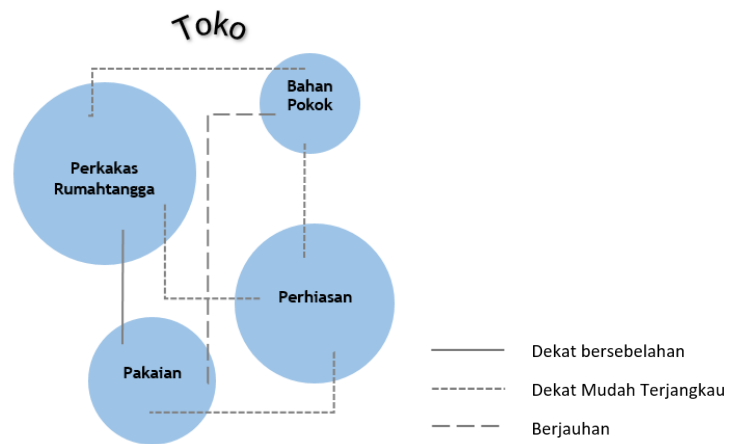 Toko
Bahan
Pokok
Perkakas
Rumahtangga
Perhiasan
Pakaian
Dekat bersebelahan
Dekat Mudah Terjangkau
Berjauhan